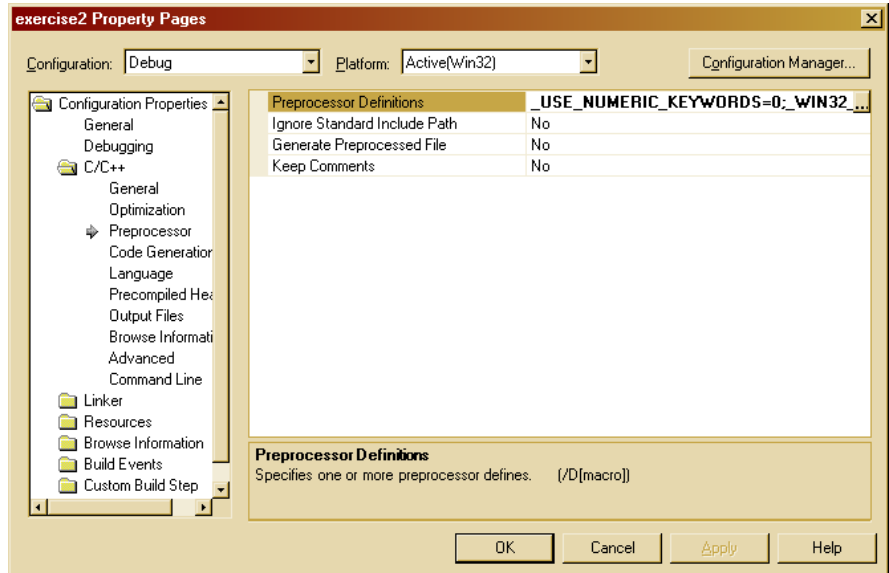 exercise2 Property Pages
Configuration: Debug Platform: Active(Win32) Configuration Manager...
Configuration Properties
General
Debugging
C/C++
General
Optimization
Preprocessor
Code Generation
Language
Precompiled Hea
Output Files
Browse Informati
Advanced
Command Line
Linker
Resources
Browse Information
Build Events
Custom Build Step
Preprocessor Definitions _USE_NUMERIC_KEYWORDS=0;_WIN32_...
Ignore Standard Include Path No
Generate Preprocessed File No
Keep Comments No
Preprocessor Definitions
Specifies one or more preprocessor defines. (/D[macro])
OK Cancel Apply Help